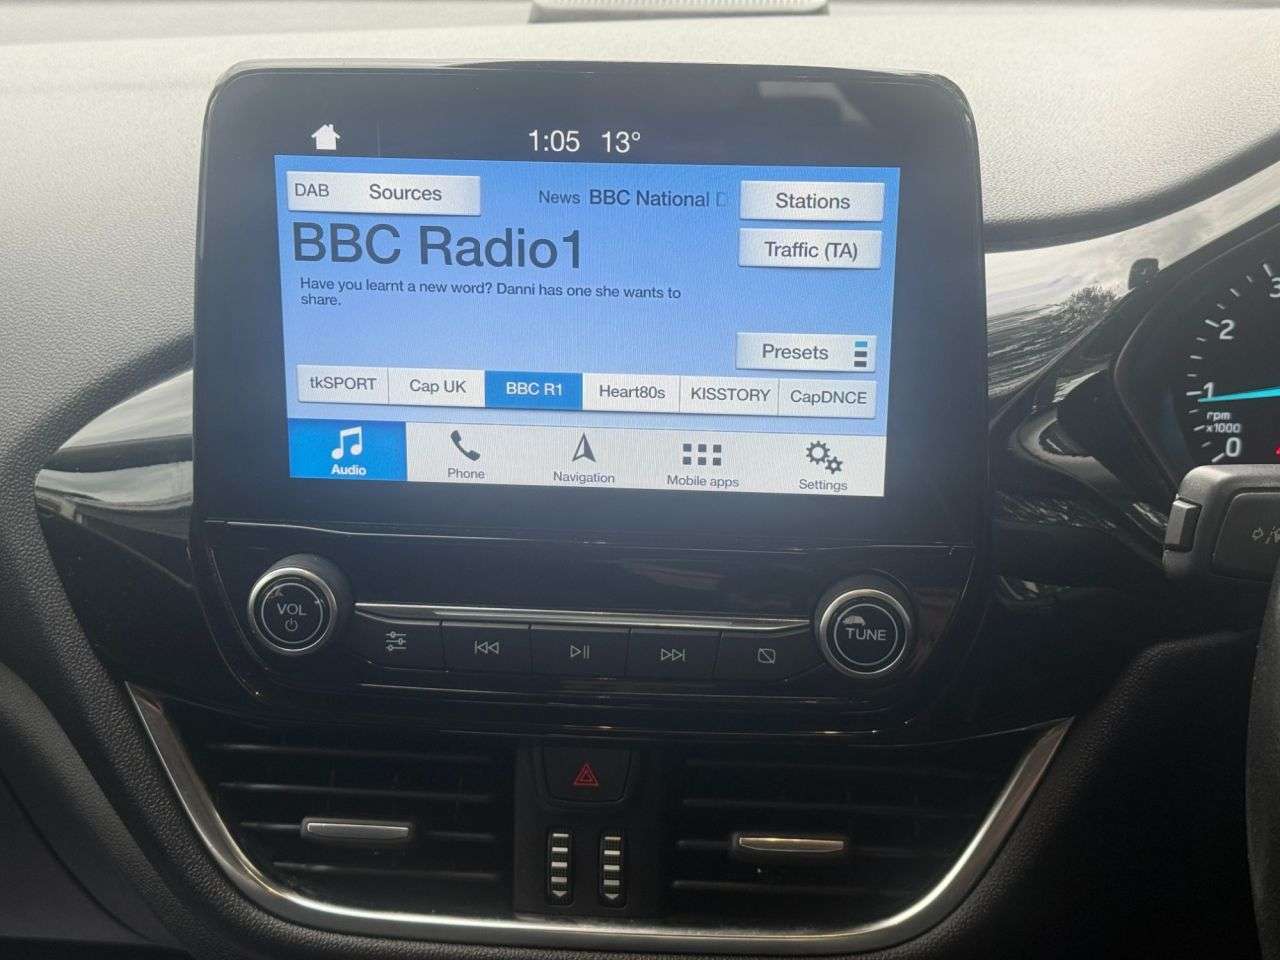 1:05 13°
DAB Sources
News BBC National
Stations
BBC Radio1
Traffic (TA)
Have you learnt a new word? Danni has one she wants to
share.
Presets
tkSPORT Cap UK BBC R1 Heart80s KISSTORY CapDNCE
Audio Phone Navigation Mobile apps Settings
VOL
TUNE
3
2
1
rpm
x1000
0